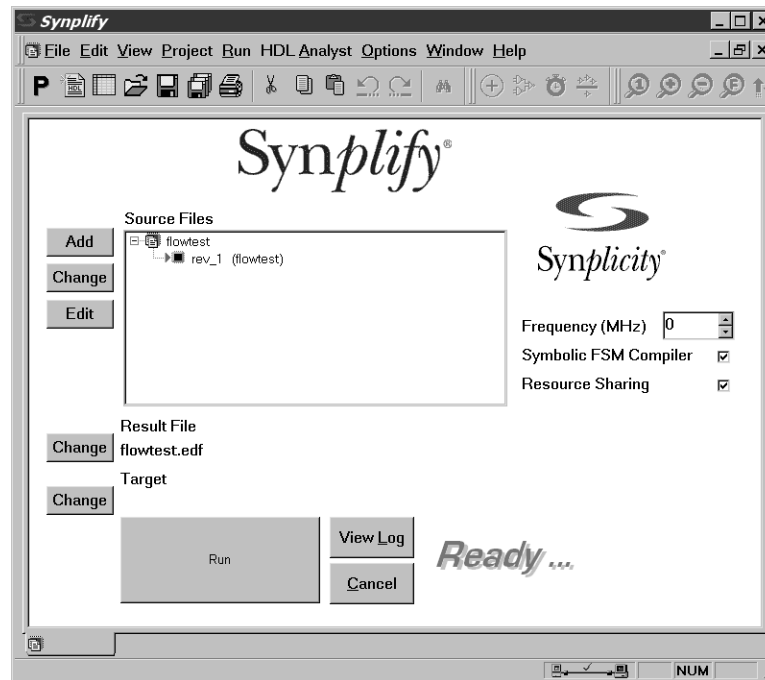 Synplify
File Edit View Project Run HDL Analyst Options Window Help
P HDL 1 F
Synplify®
Source Files
Add
flowtest
rev_1 (flowtest)
Synplicity®
Change
Edit
Frequency (MHz) 0
Symbolic FSM Compiler
Resource Sharing
Result File
Change
flowtest.edf
Target
Change
Run
View Log
Ready ...
Cancel
NUM